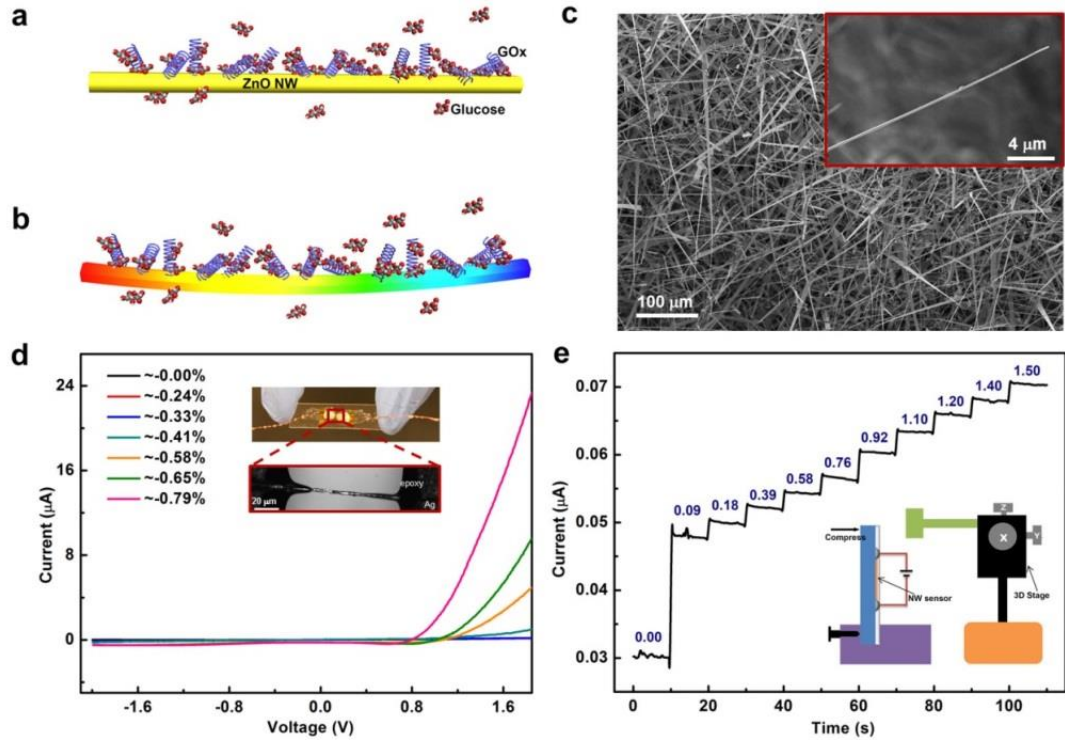 a
GOx
ZnO NW
Glucose
b
c
4 μm
100 μm
d
Current (μA)
24
16
8
0
~-0.00%
~-0.24%
~-0.33%
~-0.41%
~-0.58%
~-0.65%
~-0.79%
epoxy
20 μm
Ag
-1.6 -0.8 0.0 0.8 1.6
Voltage (V)
e
Current (μA)
0.07
0.06
0.05
0.04
0.03
0.00
0.09
0.18
0.39
0.58
0.76
0.92
1.10
1.20
1.40
1.50
Compress
NW sensor
Z
X
Y
3D Stage
0 20 40 60 80 100
Time (s)